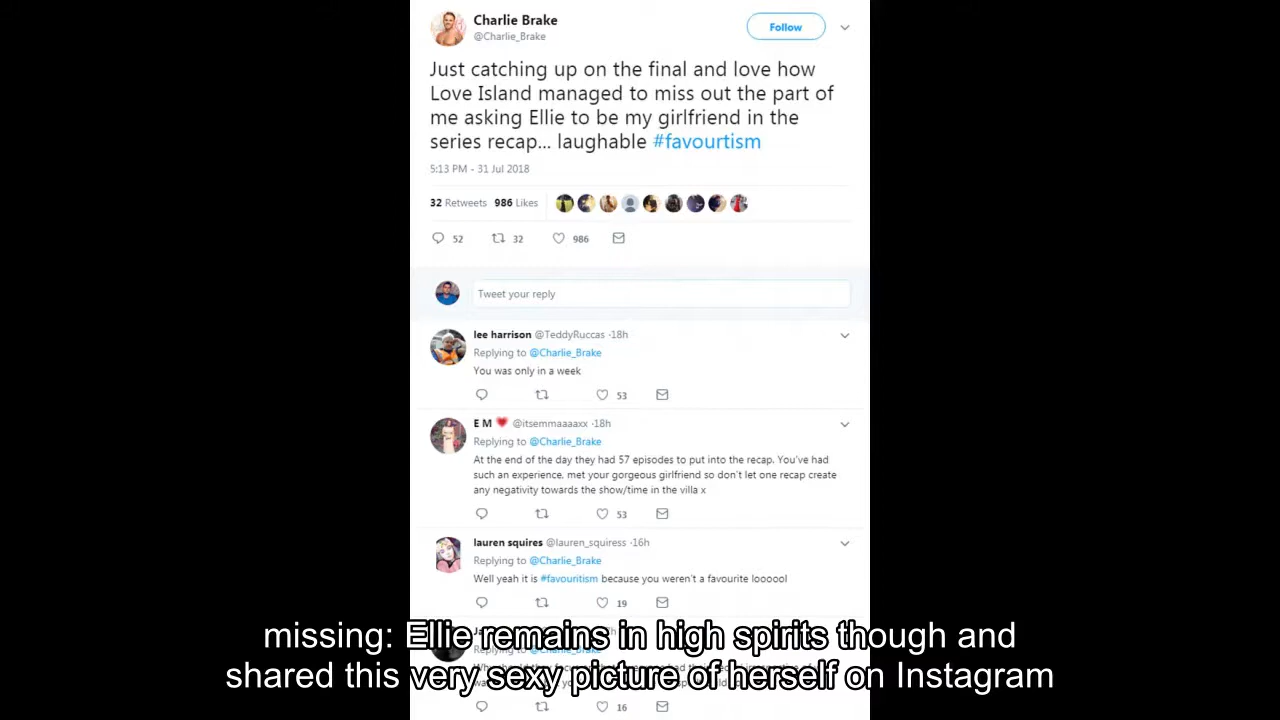 Charlie Brake
@Charlie_Brake
Follow
Just catching up on the final and love how
Love Island managed to miss out the part of
me asking Ellie to be my girlfriend in the
series recap... laughable #favourtism
5:13 PM - 31 Jul 2018
32 Retweets 986 Likes
52 32 986
Tweet your reply
lee harrison @TeddyRuccas ·18h
Replying to @Charlie_Brake
You was only in a week
53
E M @itsemmaaaaxx ·18h
Replying to @Charlie_Brake
At the end of the day they had 57 episodes to put into the recap. You've had
such an experience, met your gorgeous girlfriend so don't let one recap create
any negativity towards the show/time in the villa x
53
lauren squires @lauren_squiress ·16h
Replying to @Charlie_Brake
Well yeah it is #favouritism because you weren't a favourite loooool
19
missing: Ellie remains in high spirits though and
Replying to @Charlie_Brake
shared this very sexy picture of herself on Instagram
16